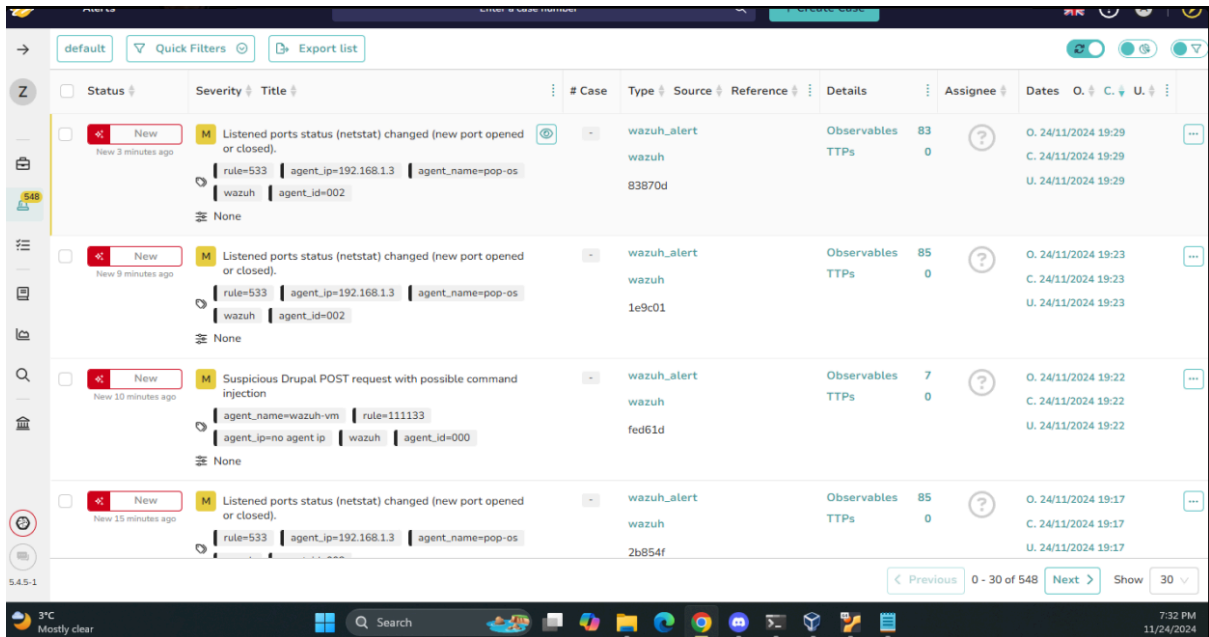 Alerts
Enter a case number
+ Create Case
default
Quick Filters
Export list
Z
Status
Severity Title
# Case
Type Source Reference
Details
Assignee
Dates O. C. U.
New
New 3 minutes ago
M
Listened ports status (netstat) changed (new port opened
or closed).
rule=533 agent_ip=192.168.1.3 agent_name=pop-os
wazuh agent_id=002
None
-
wazuh_alert
wazuh
83870d
Observables 83
TTPs 0
?
O. 24/11/2024 19:29
C. 24/11/2024 19:29
U. 24/11/2024 19:29
548
New
New 9 minutes ago
M
Listened ports status (netstat) changed (new port opened
or closed).
rule=533 agent_ip=192.168.1.3 agent_name=pop-os
wazuh agent_id=002
None
-
wazuh_alert
wazuh
1e9c01
Observables 85
TTPs 0
?
O. 24/11/2024 19:23
C. 24/11/2024 19:23
U. 24/11/2024 19:23
New
New 10 minutes ago
M
Suspicious Drupal POST request with possible command
injection
agent_name=wazuh-vm rule=111133
agent_ip=no agent ip wazuh agent_id=000
None
-
wazuh_alert
wazuh
fed61d
Observables 7
TTPs 0
?
O. 24/11/2024 19:22
C. 24/11/2024 19:22
U. 24/11/2024 19:22
New
New 15 minutes ago
M
Listened ports status (netstat) changed (new port opened
or closed).
rule=533 agent_ip=192.168.1.3 agent_name=pop-os
-
wazuh_alert
wazuh
2b854f
Observables 85
TTPs 0
?
O. 24/11/2024 19:17
C. 24/11/2024 19:17
U. 24/11/2024 19:17
5.4.5-1
Previous 0 - 30 of 548 Next Show 30
3°C
Mostly clear
Search
7:32 PM
11/24/2024